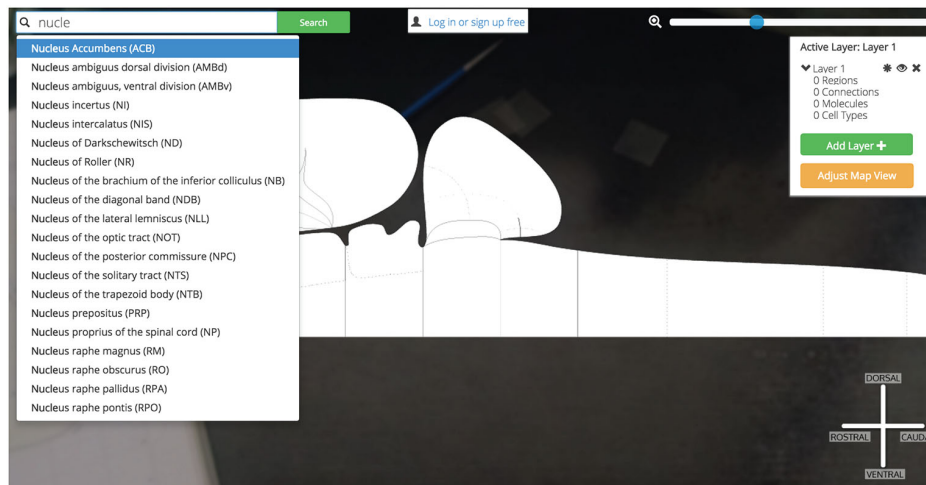 nucle
Search
Log in or sign up free
Nucleus Accumbens (ACB)
Nucleus ambiguus dorsal division (AMBd)
Nucleus ambiguus, ventral division (AMBv)
Nucleus incertus (NI)
Nucleus intercalatus (NIS)
Nucleus of Darkschewitsch (ND)
Nucleus of Roller (NR)
Nucleus of the brachium of the inferior colliculus (NB)
Nucleus of the diagonal band (NDB)
Nucleus of the lateral lemniscus (NLL)
Nucleus of the optic tract (NOT)
Nucleus of the posterior commissure (NPC)
Nucleus of the solitary tract (NTS)
Nucleus of the trapezoid body (NTB)
Nucleus prepositus (PRP)
Nucleus proprius of the spinal cord (NP)
Nucleus raphe magnus (RM)
Nucleus raphe obscurus (RO)
Nucleus raphe pallidus (RPA)
Nucleus raphe pontis (RPO)
Active Layer: Layer 1
Layer 1
0 Regions
0 Connections
0 Molecules
0 Cell Types
Add Layer
Adjust Map View
DORSAL
ROSTRAL
CAUD
VENTRAL